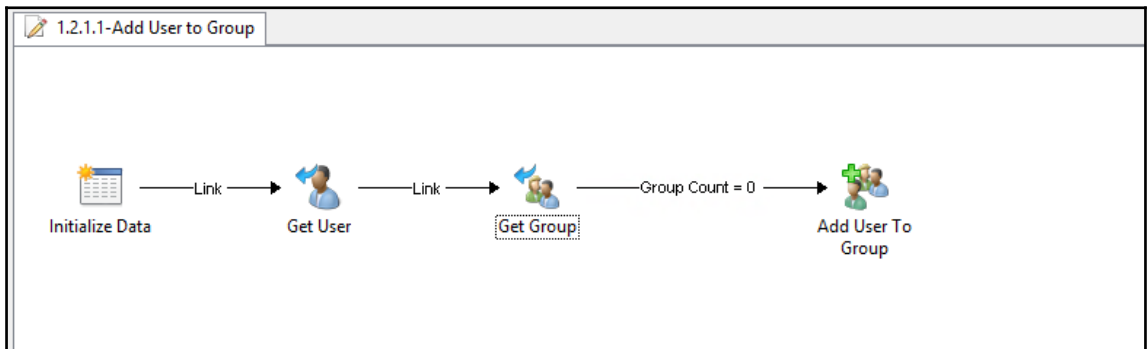 1.2.1.1-Add User to Group
Link
Link
Group Count = 0
Initialize Data
Get User
Get Group
Add User To
Group